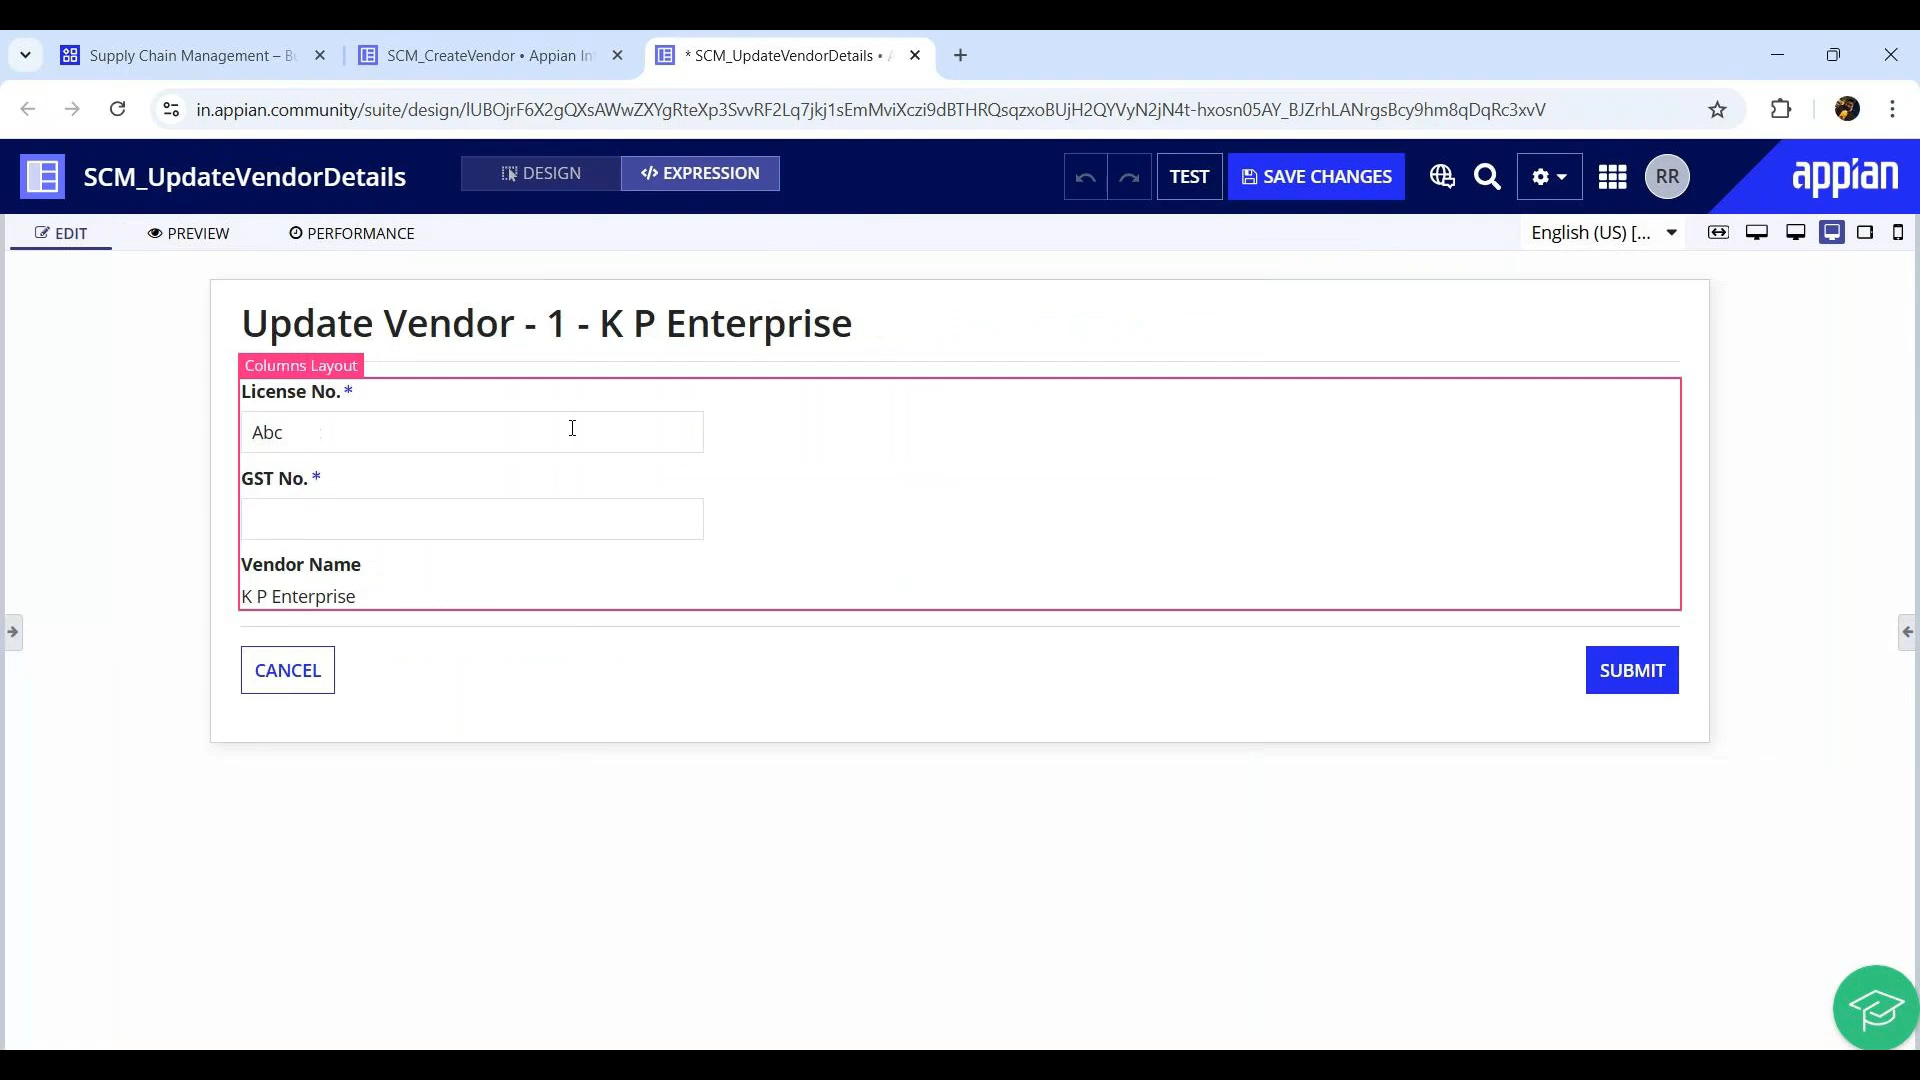 Supply Chain Management – Bu
SCM_CreateVendor • Appian In
* SCM_UpdateVendorDetails • A
in.appian.community/suite/design/lUBOjrF6X2gQXsAWwZXYgRteXp3SvvRF2Lq7jkj1sEmMviXczi9dBTHRQsqzxoBUjH2QYVyN2jN4t-hxosn05AY_BJZrhLANrgsBcy9hm8qDqRc3xvV
SCM_UpdateVendorDetails
DESIGN
EXPRESSION
TEST
SAVE CHANGES
RR
appian
EDIT
PREVIEW
PERFORMANCE
English (US) [...
Update Vendor - 1 - K P Enterprise
Columns Layout
License No. *
Abc
GST No. *
Vendor Name
K P Enterprise
CANCEL
SUBMIT